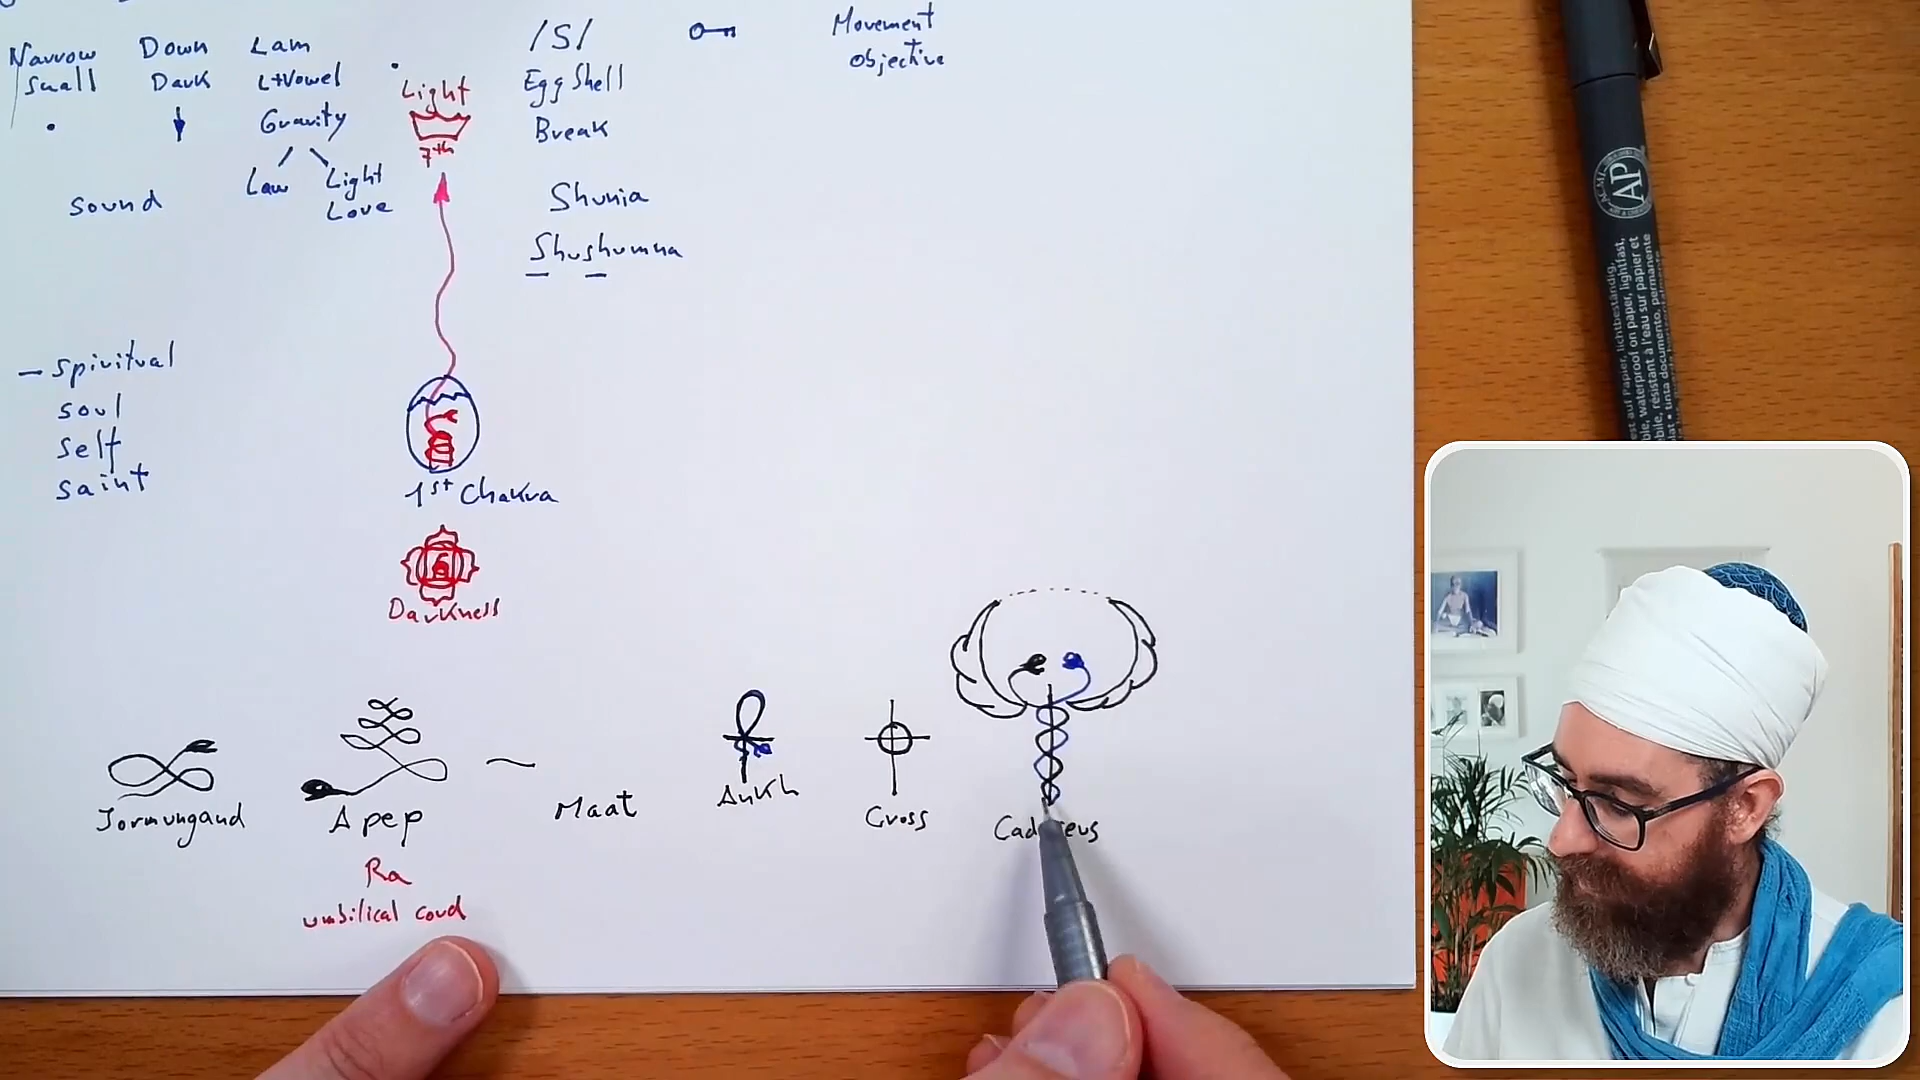 Narrow
Small
Down
Dark
Lam
L+Vowel
Gravity
Law
Light
Love
Sound
Light
7th
/S/
Egg Shell
Break
Shunia
Shushumna
Movement
objective
– Spiritual
Soul
Self
Saint
1st Chakra
Darkness
Jormungand
Apep
Ra
umbilical cord
Maat
Ankh
Cross
AP